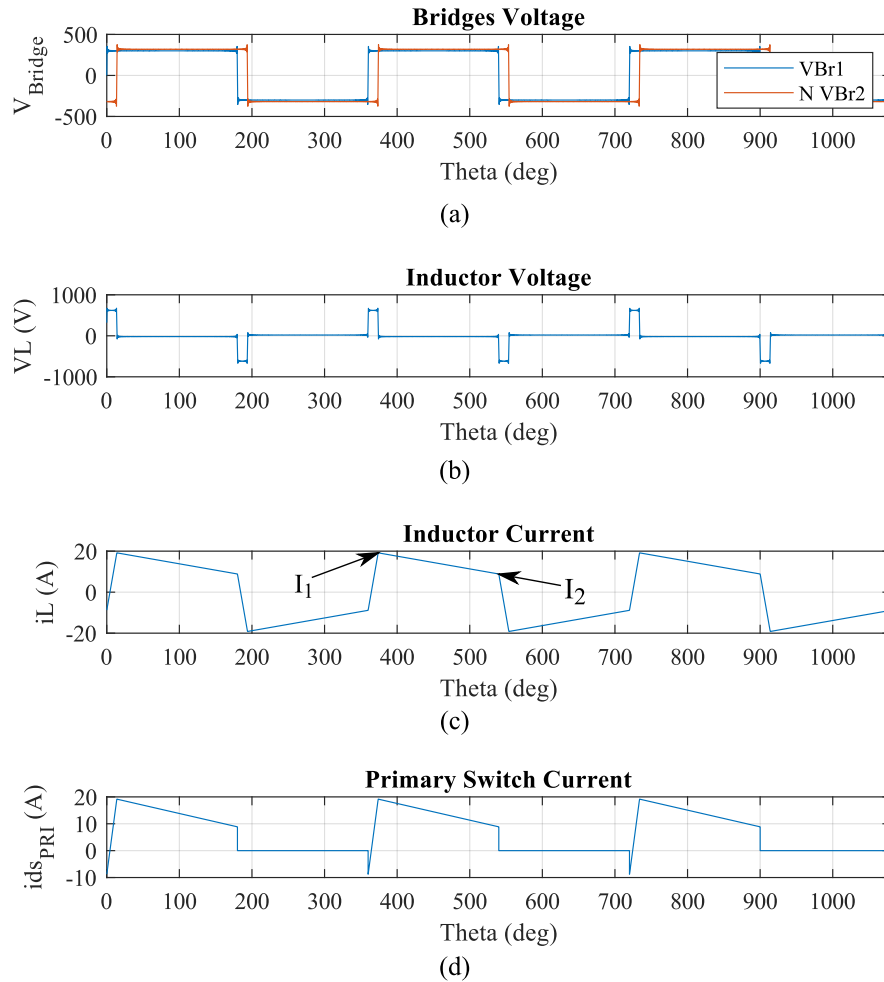 Bridges Voltage
V_Bridge
500
0
-500
VBr1
N VBr2
0 100 200 300 400 500 600 700 800 900 1000
Theta (deg)
(a)
Inductor Voltage
VL (V)
1000
0
-1000
0 100 200 300 400 500 600 700 800 900 1000
Theta (deg)
(b)
Inductor Current
iL (A)
20
0
-20
I₁
I₂
0 100 200 300 400 500 600 700 800 900 1000
Theta (deg)
(c)
Primary Switch Current
ids_PRI (A)
20
10
0
-10
0 100 200 300 400 500 600 700 800 900 1000
Theta (deg)
(d)